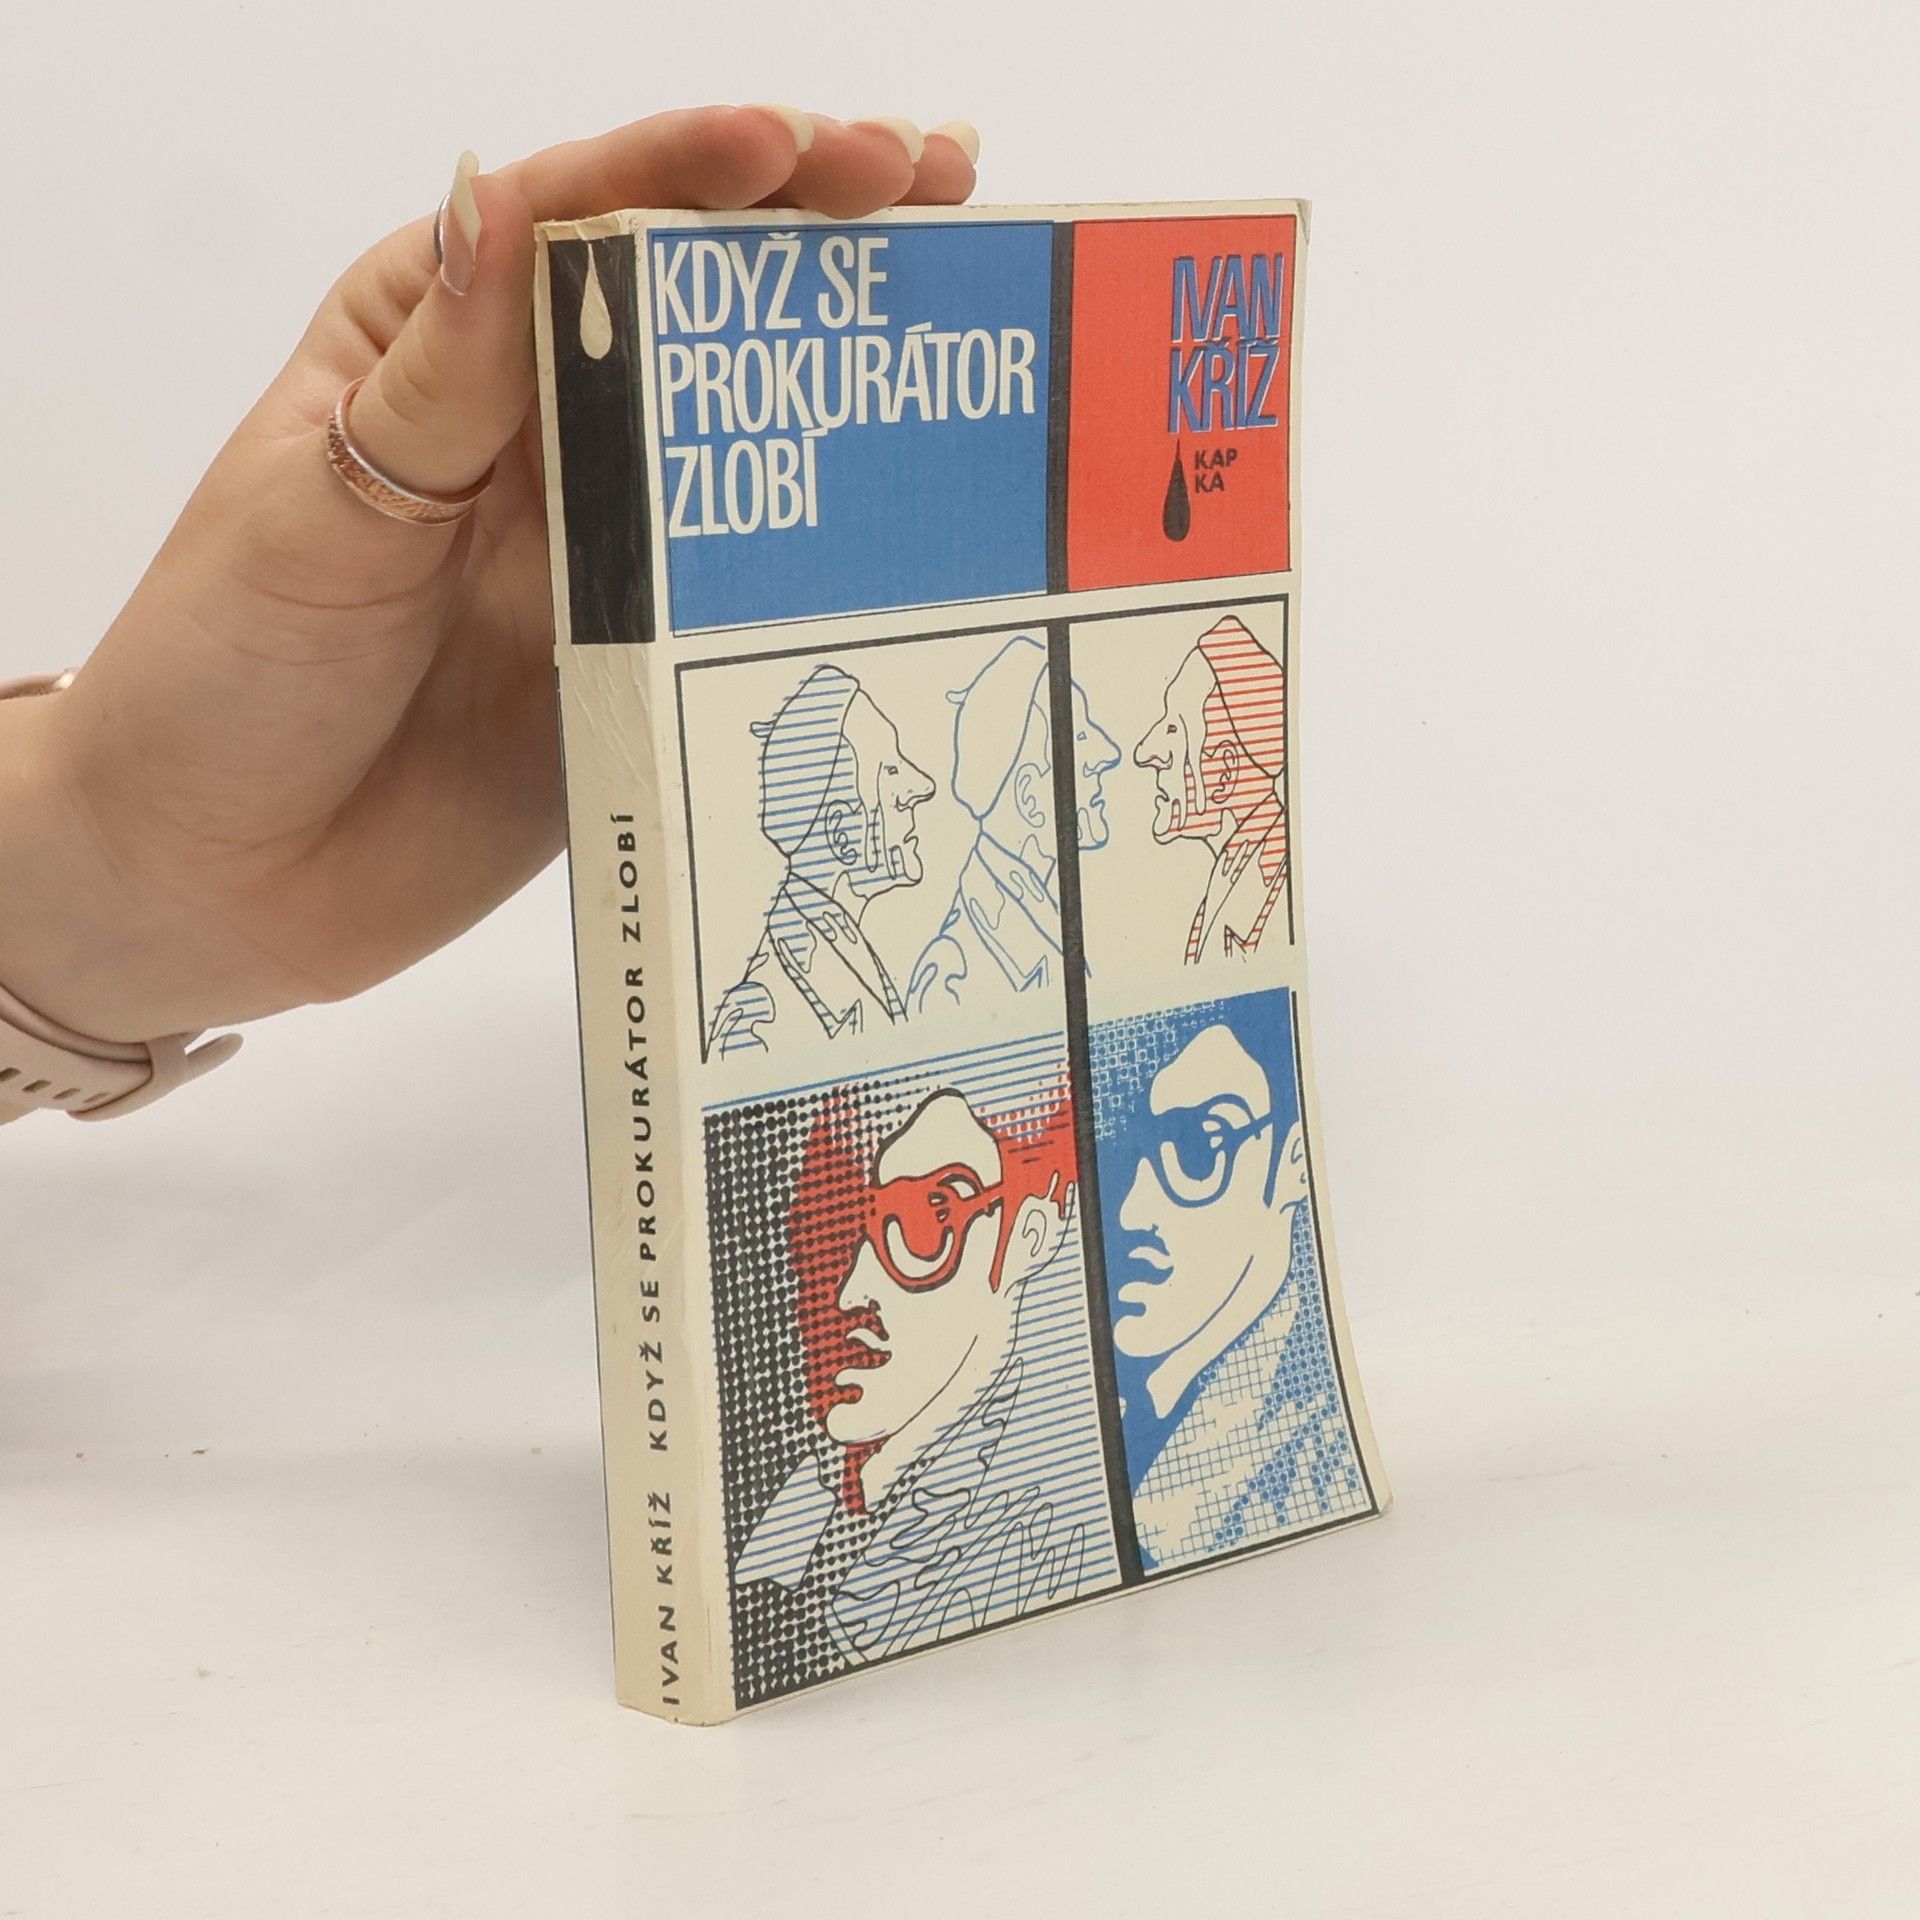 KDYŽ SE
PROKURÁTOR
ZLOBÍ
IVAN
KŘÍŽ
KAP
KA
IVAN KŘÍŽ KDYŽ SE PROKURÁTOR ZLOBÍ